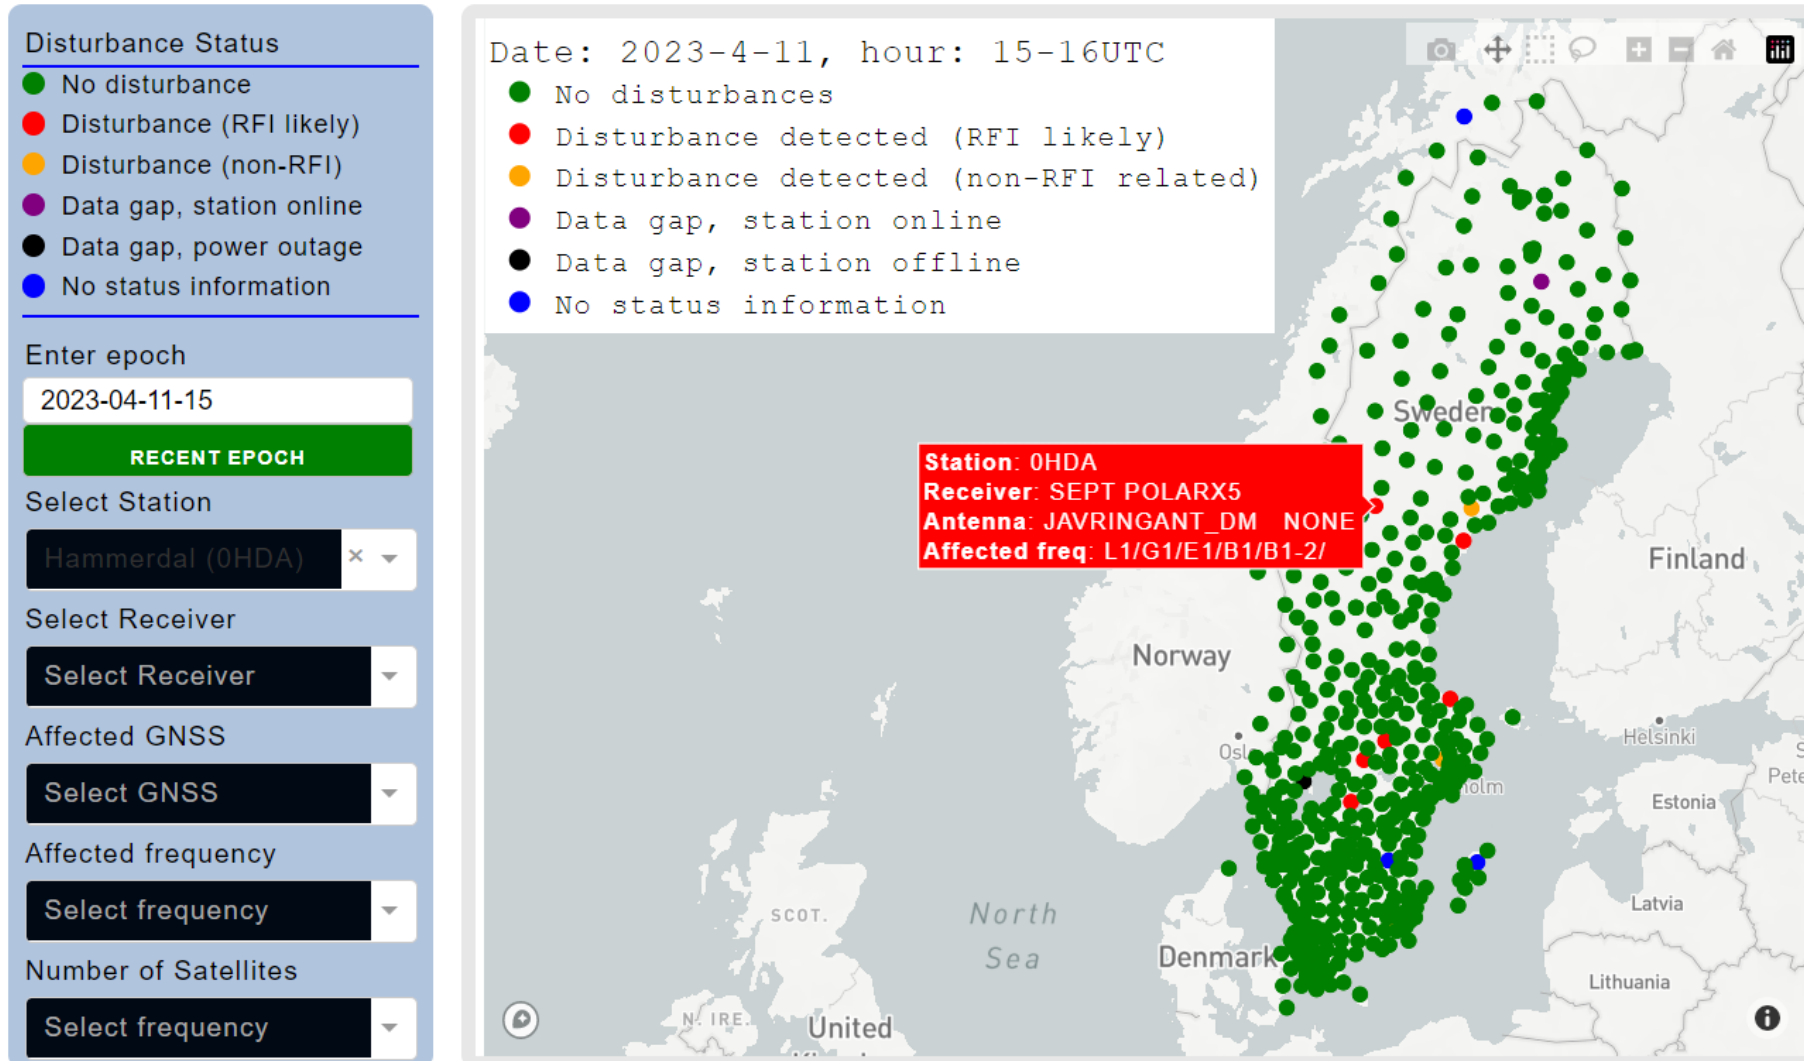 Disturbance Status
No disturbance
Disturbance (RFI likely)
Disturbance (non-RFI)
Data gap, station online
Data gap, power outage
No status information
Enter epoch
2023-04-11-15
RECENT EPOCH
Select Station
Hammerdal (0HDA)
×
Select Receiver
Select Receiver
Affected GNSS
Select GNSS
Affected frequency
Select frequency
Number of Satellites
Select frequency
Date: 2023-4-11, hour: 15-16UTC
No disturbances
Disturbance detected (RFI likely)
Disturbance detected (non-RFI related)
Data gap, station online
Data gap, station offline
No status information
Sweden
Station: 0HDA
Receiver: SEPT POLARX5
Antenna: JAVRINGANT_DM NONE
Affected freq: L1/G1/E1/B1/B1-2/
Finland
Norway
Helsinki
Osl
S
Pete
holm
Estonia
SCOT.
North
Sea
Latvia
Denmark
Lithuania
N. IRE.
United